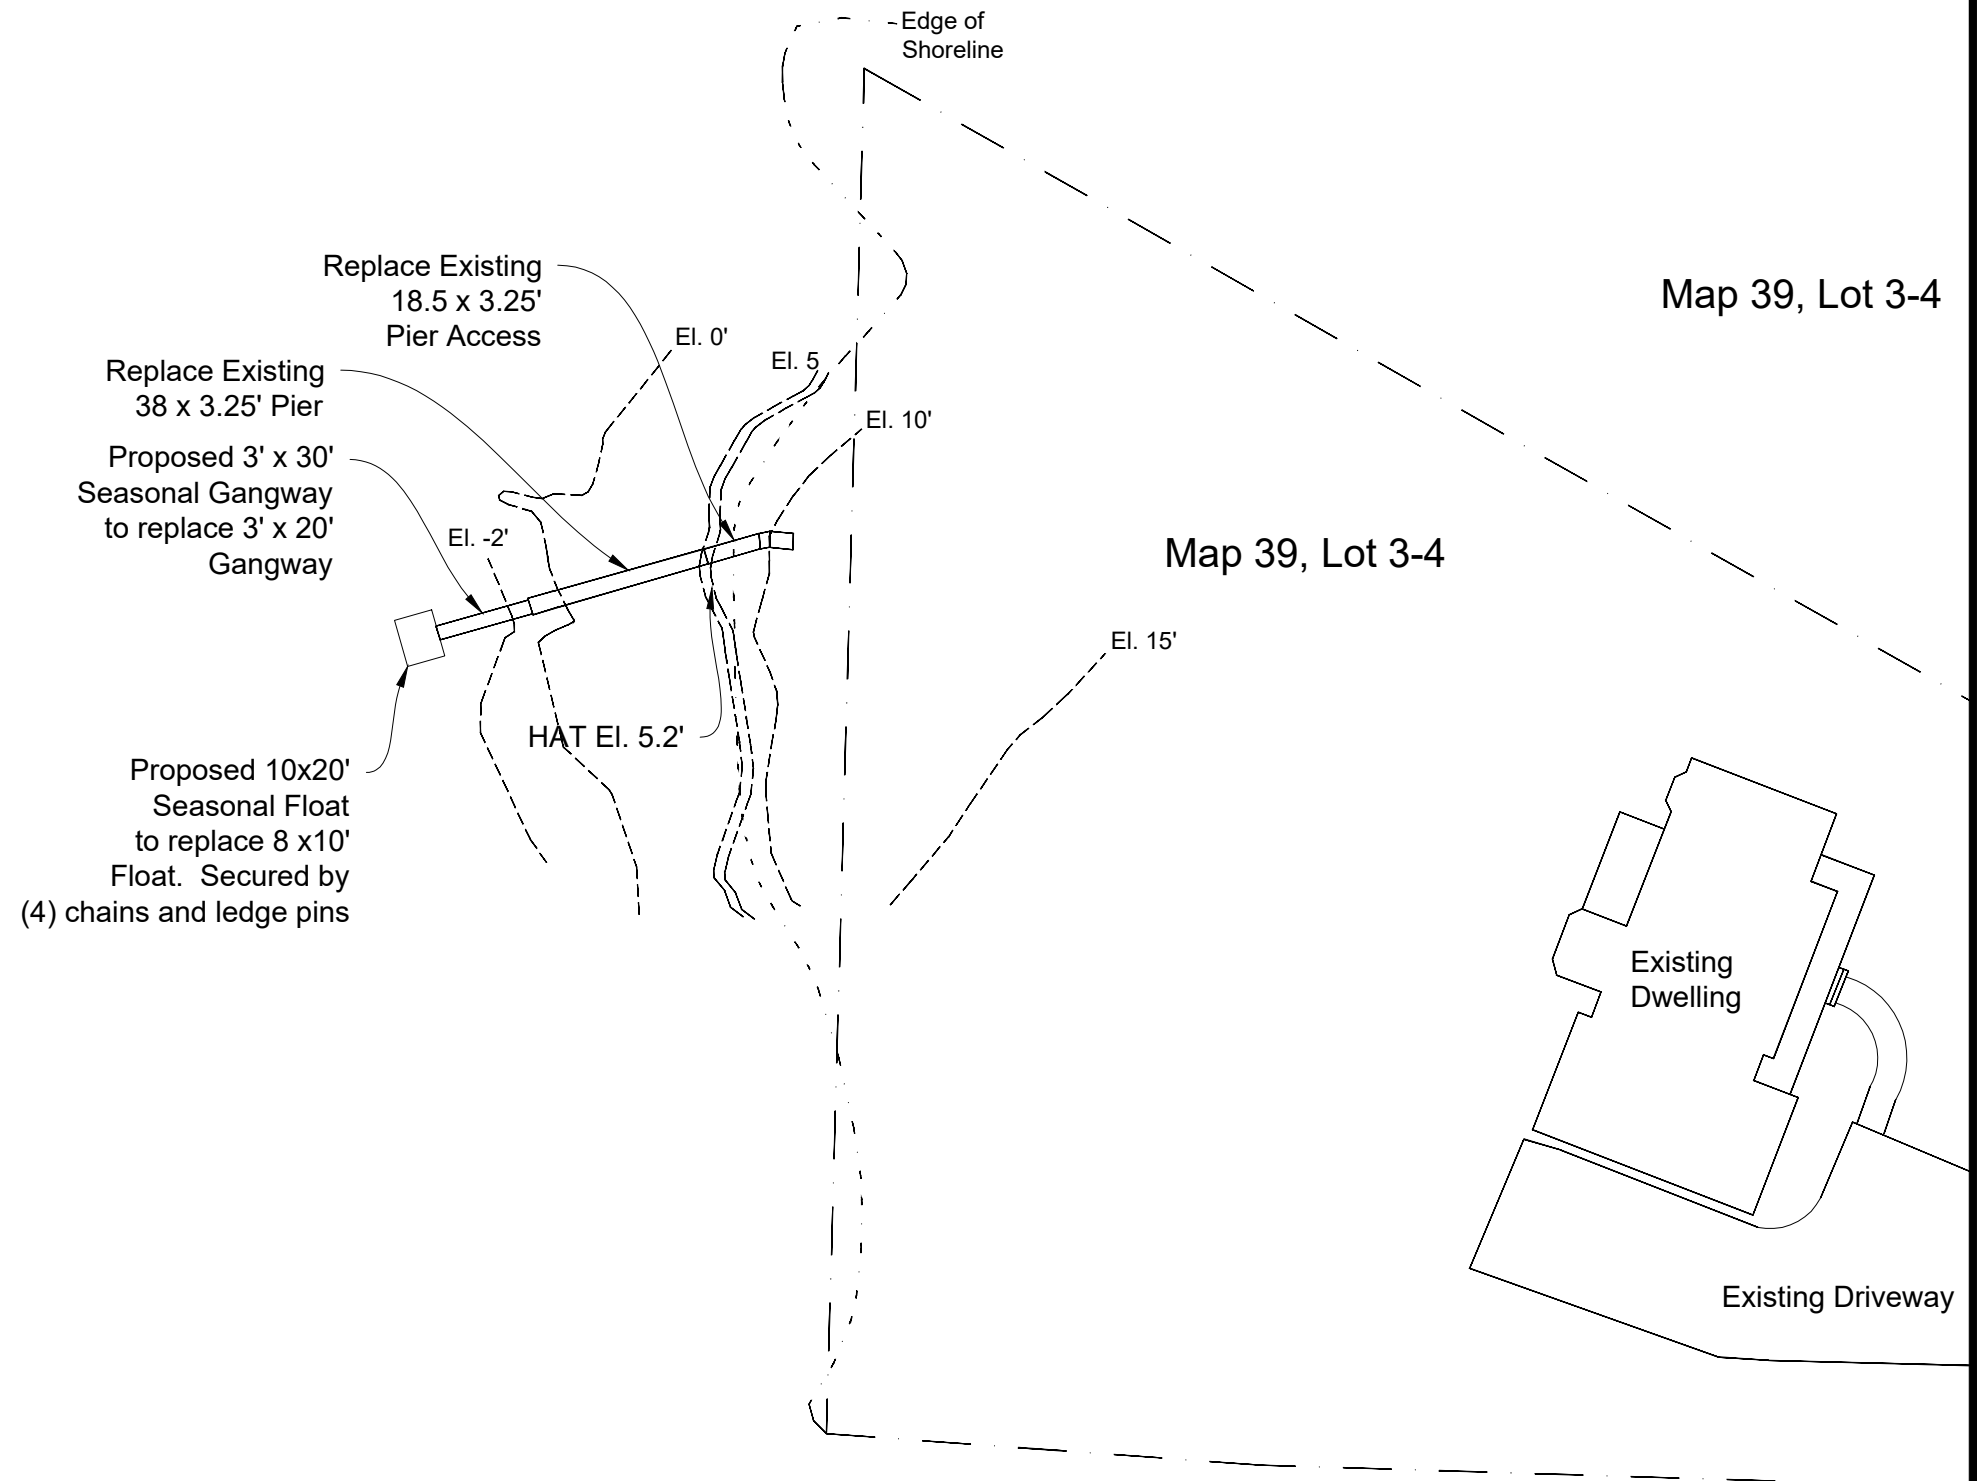 Edge of
Shoreline
Replace Existing
18.5 x 3.25'
Pier Access
Map 39, Lot 3-4
El. 0'
El. 5
Replace Existing
38 x 3.25' Pier
El. 10'
Proposed 3' x 30'
Seasonal Gangway
to replace 3' x 20'
Gangway
El. -2'
Map 39, Lot 3-4
El. 15'
HAT El. 5.2'
Proposed 10x20'
Seasonal Float
to replace 8 x10'
Float.  Secured by
(4) chains and ledge pins
Existing
Dwelling
Existing Driveway